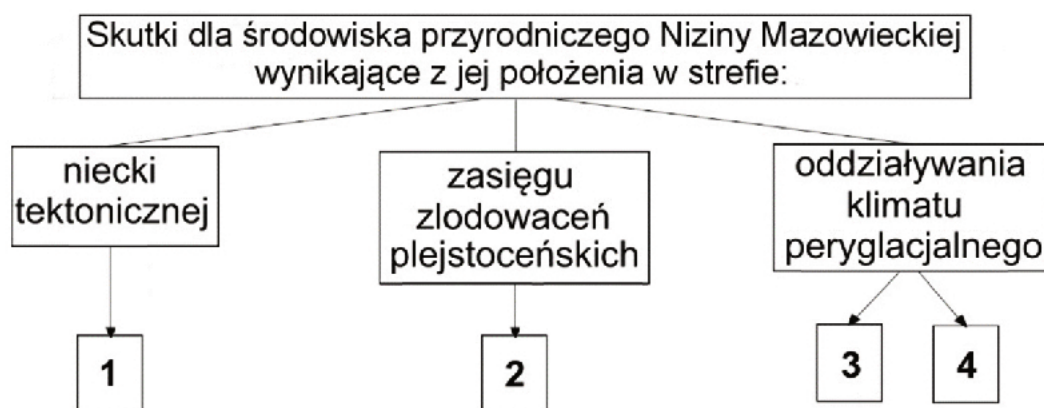 Skutki dla środowiska przyrodniczego Niziny Mazowieckiej
wynikające z jej położenia w strefie:
niecki
tektonicznej
zasięgu
zlodowaceń
plejstoceńskich
oddziaływania
klimatu
peryglacjalnego
1
2
3
4